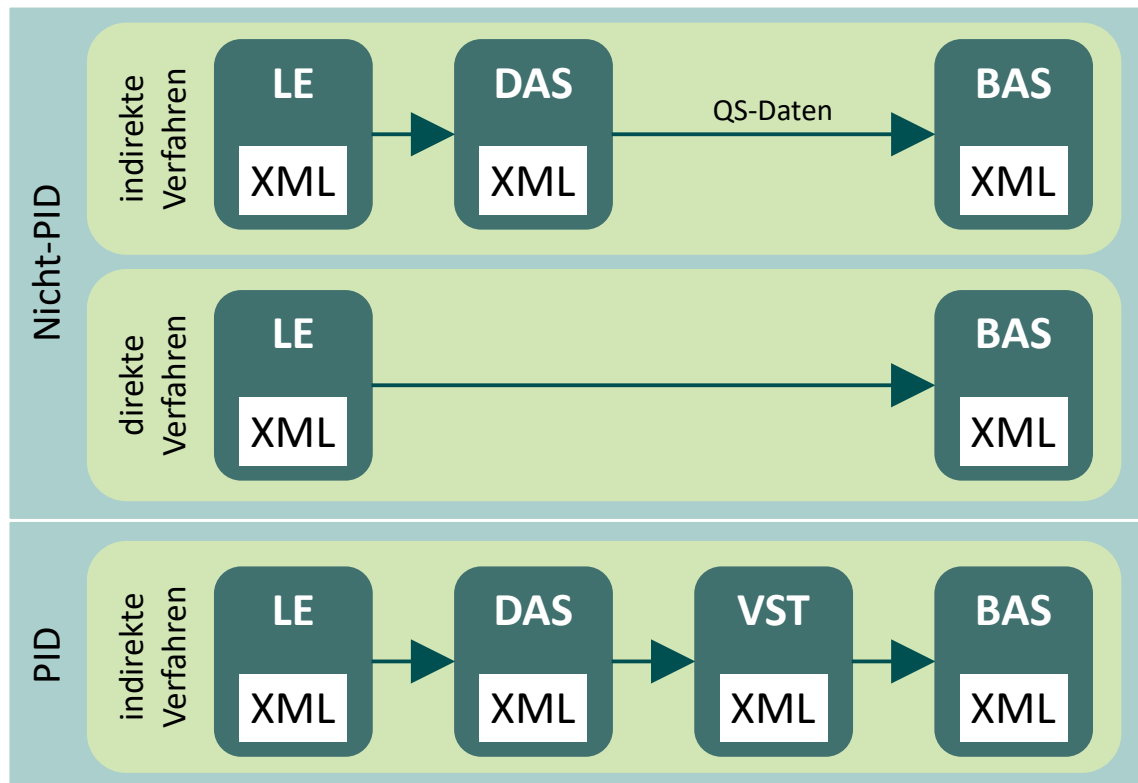 Nicht-PID
indirekte
Verfahren
LE
XML
DAS
XML
QS-Daten
BAS
XML
direkte
Verfahren
LE
XML
BAS
XML
PID
indirekte
Verfahren
LE
XML
DAS
XML
VST
XML
BAS
XML